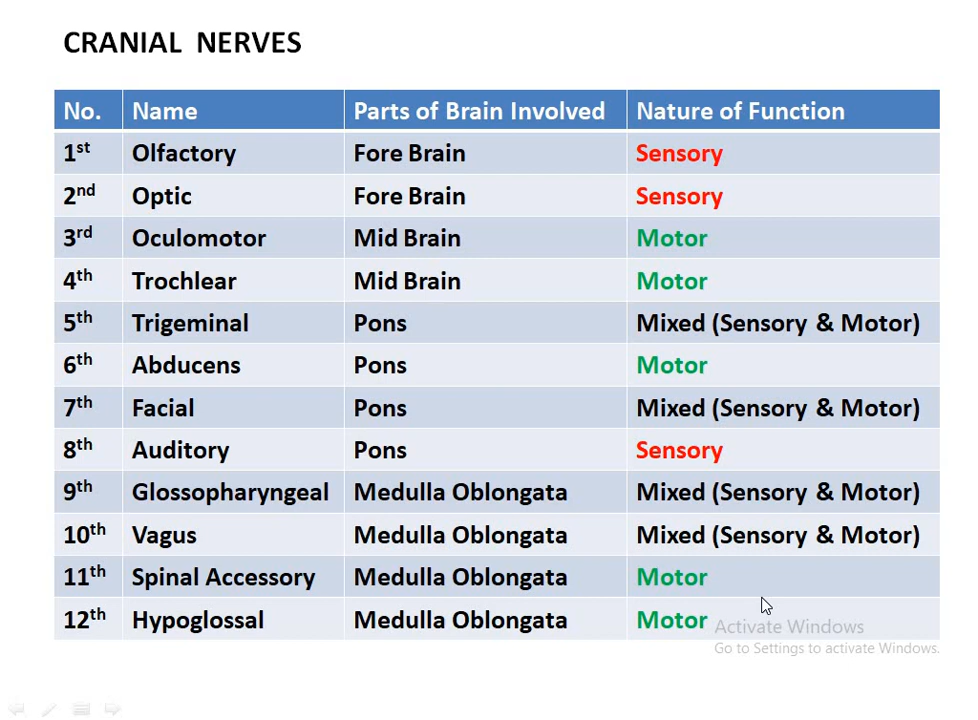 CRANIAL NERVES
No. Name Parts of Brain Involved Nature of Function
1st Olfactory Fore Brain Sensory
2nd Optic Fore Brain Sensory
3rd Oculomotor Mid Brain Motor
4th Trochlear Mid Brain Motor
5th Trigeminal Pons Mixed (Sensory & Motor)
6th Abducens Pons Motor
7th Facial Pons Mixed (Sensory & Motor)
8th Auditory Pons Sensory
9th Glossopharyngeal Medulla Oblongata Mixed (Sensory & Motor)
10th Vagus Medulla Oblongata Mixed (Sensory & Motor)
11th Spinal Accessory Medulla Oblongata Motor
12th Hypoglossal Medulla Oblongata Motor
Activate Windows
Go to Settings to activate Windows.